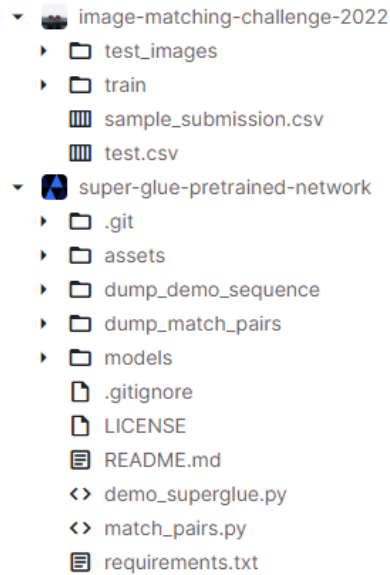 image-matching-challenge-2022
test_images
train
sample_submission.csv
test.csv
super-glue-pretrained-network
.git
assets
dump_demo_sequence
dump_match_pairs
models
.gitignore
LICENSE
README.md
demo_superglue.py
match_pairs.py
requirements.txt